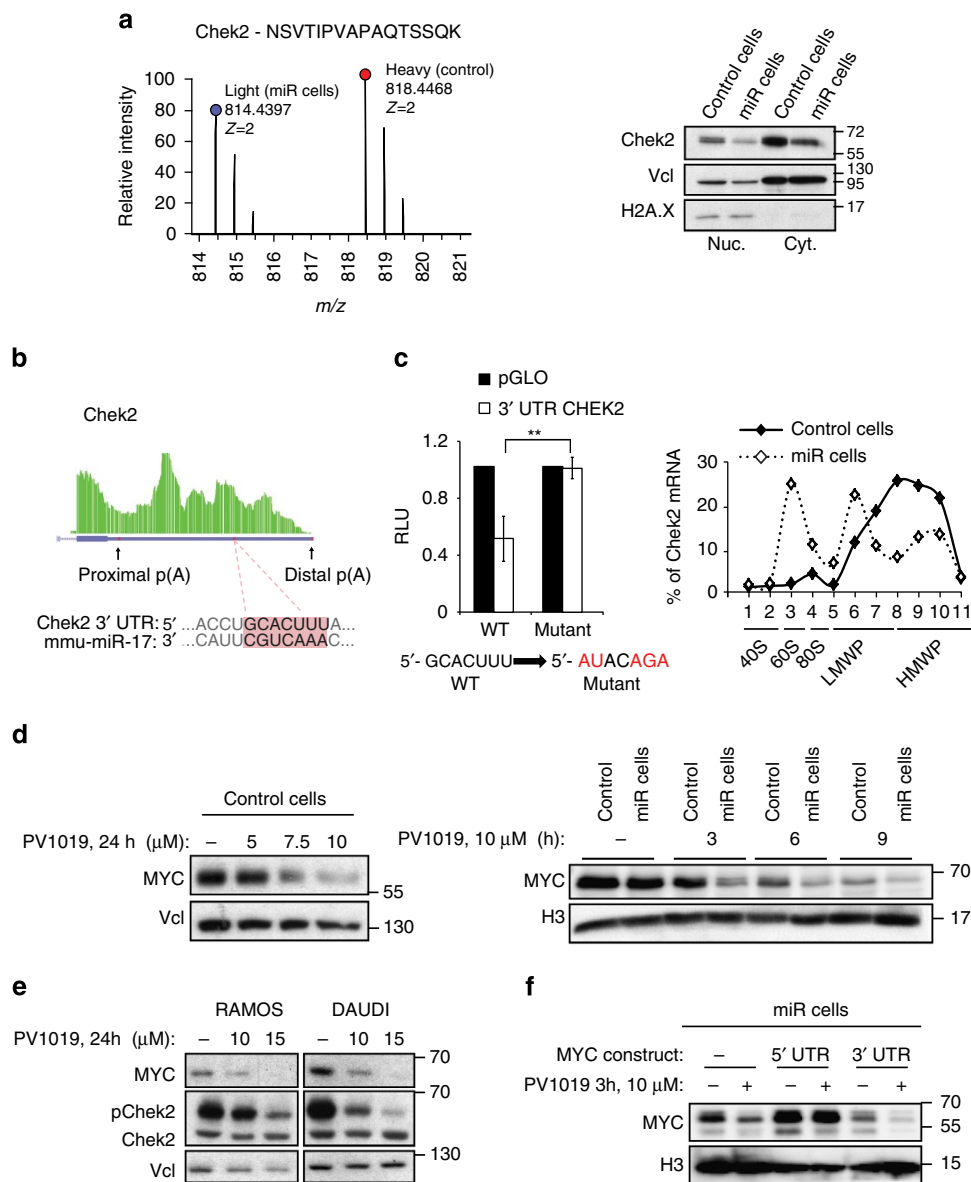 a
Chek2 - NSVTIPVAPAQTSSQK
Relative intensity
100
80
60
40
20
0
Light (miR cells)
814.4397
Z=2
Heavy (control)
818.4468
Z=2
814 815 816 817 818 819 820 821
m/z
Control cells miR cells Control cells miR cells
Chek2 72 55
Vcl 130 95
H2A.X 17
Nuc. Cyt.
b
Chek2
Proximal p(A) Distal p(A)
Chek2 3′ UTR: 5′ ...ACCUGCACUUUA...
mmu-miR-17: 3′ ...CAUUCGUCAAAC...
c
pGLO
3′ UTR CHEK2
RLU
1.2
0.8
0.4
0
**
WT Mutant
5′- GCACUUU 5′- AUACAGA
WT Mutant
Control cells
miR cells
% of Chek2 mRNA
30
20
10
0
1 2 3 4 5 6 7 8 9 10 11
40S 60S 80S LMWP HMWP
d
Control cells
PV1019, 24 h (μM): – 5 7.5 10
MYC 55
Vcl 130
Control miR cells Control miR cells Control miR cells Control miR cells
PV1019, 10 μM (h): – 3 6 9
MYC 70
H3 17
e
RAMOS DAUDI
PV1019, 24h (μM): – 10 15 – 10 15
MYC 70
pChek2 70
Chek2
Vcl 130
f
miR cells
MYC construct: – 5′ UTR 3′ UTR
PV1019 3h, 10 μM: – + – + – +
MYC 70 55
H3 15